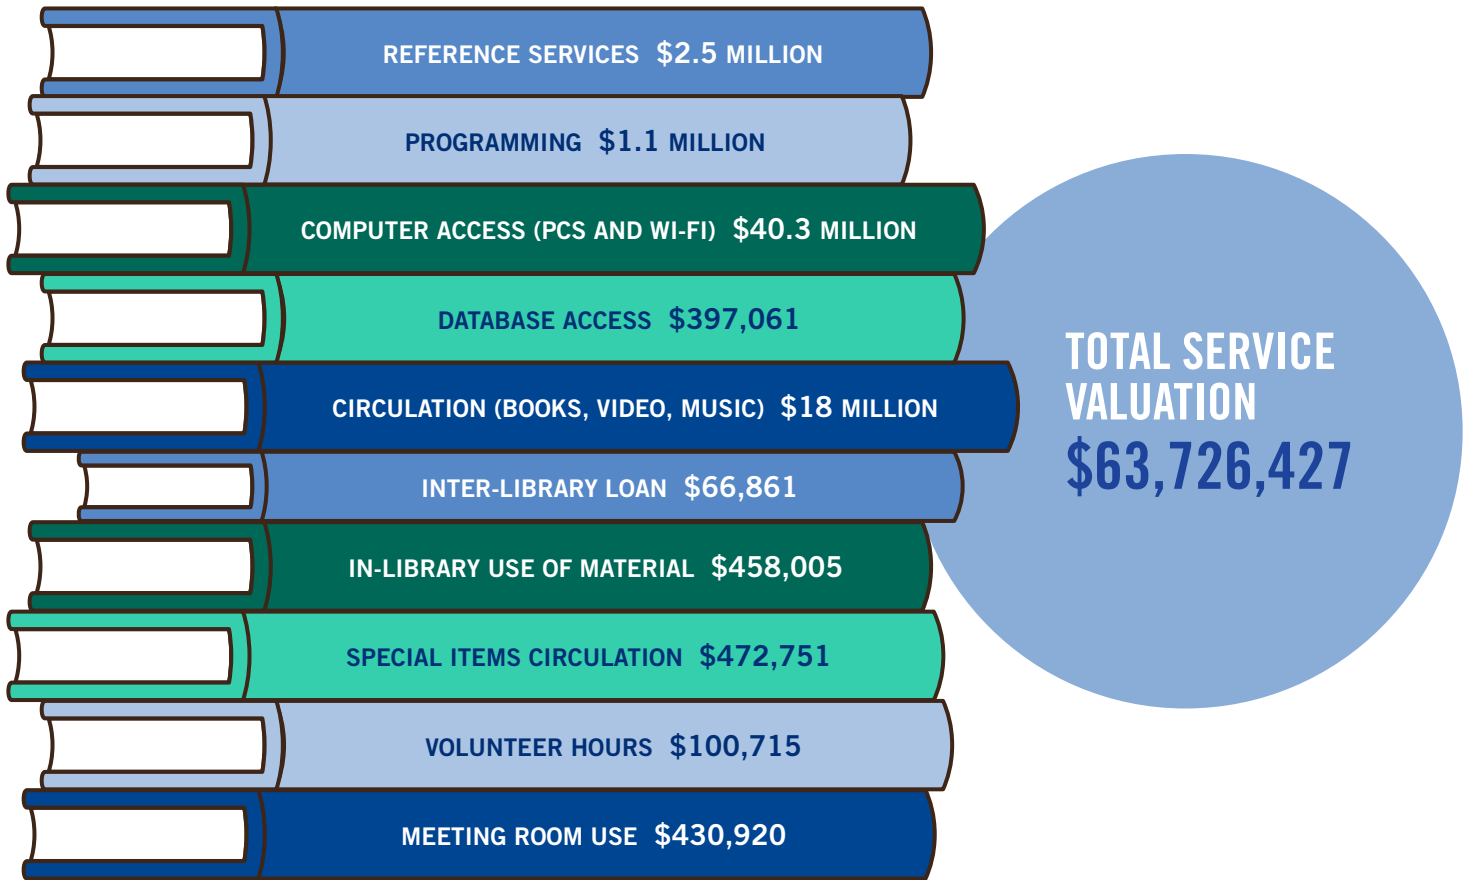 REFERENCE SERVICES $2.5 MILLION
PROGRAMMING $1.1 MILLION
COMPUTER ACCESS (PCS AND WI-FI) $40.3 MILLION
DATABASE ACCESS $397,061
CIRCULATION (BOOKS, VIDEO, MUSIC) $18 MILLION
INTER-LIBRARY LOAN $66,861
IN-LIBRARY USE OF MATERIAL $458,005
SPECIAL ITEMS CIRCULATION $472,751
VOLUNTEER HOURS $100,715
MEETING ROOM USE $430,920
TOTAL SERVICE
VALUATION
$63,726,427